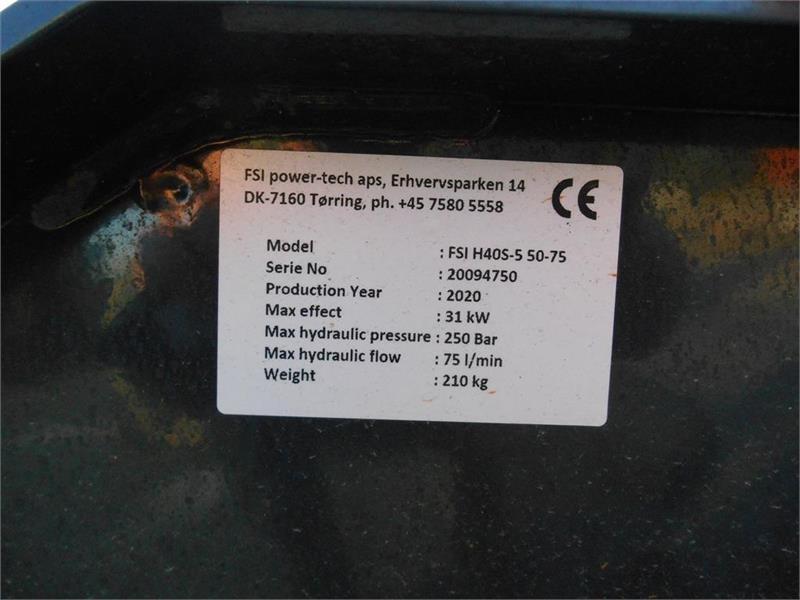 FSI power-tech aps, Erhvervsparken 14
DK-7160 Tørring, ph. +45 7580 5558
CE
Model : FSI H40S-5 50-75
Serie No : 20094750
Production Year : 2020
Max effect : 31 kW
Max hydraulic pressure : 250 Bar
Max hydraulic flow : 75 l/min
Weight : 210 kg